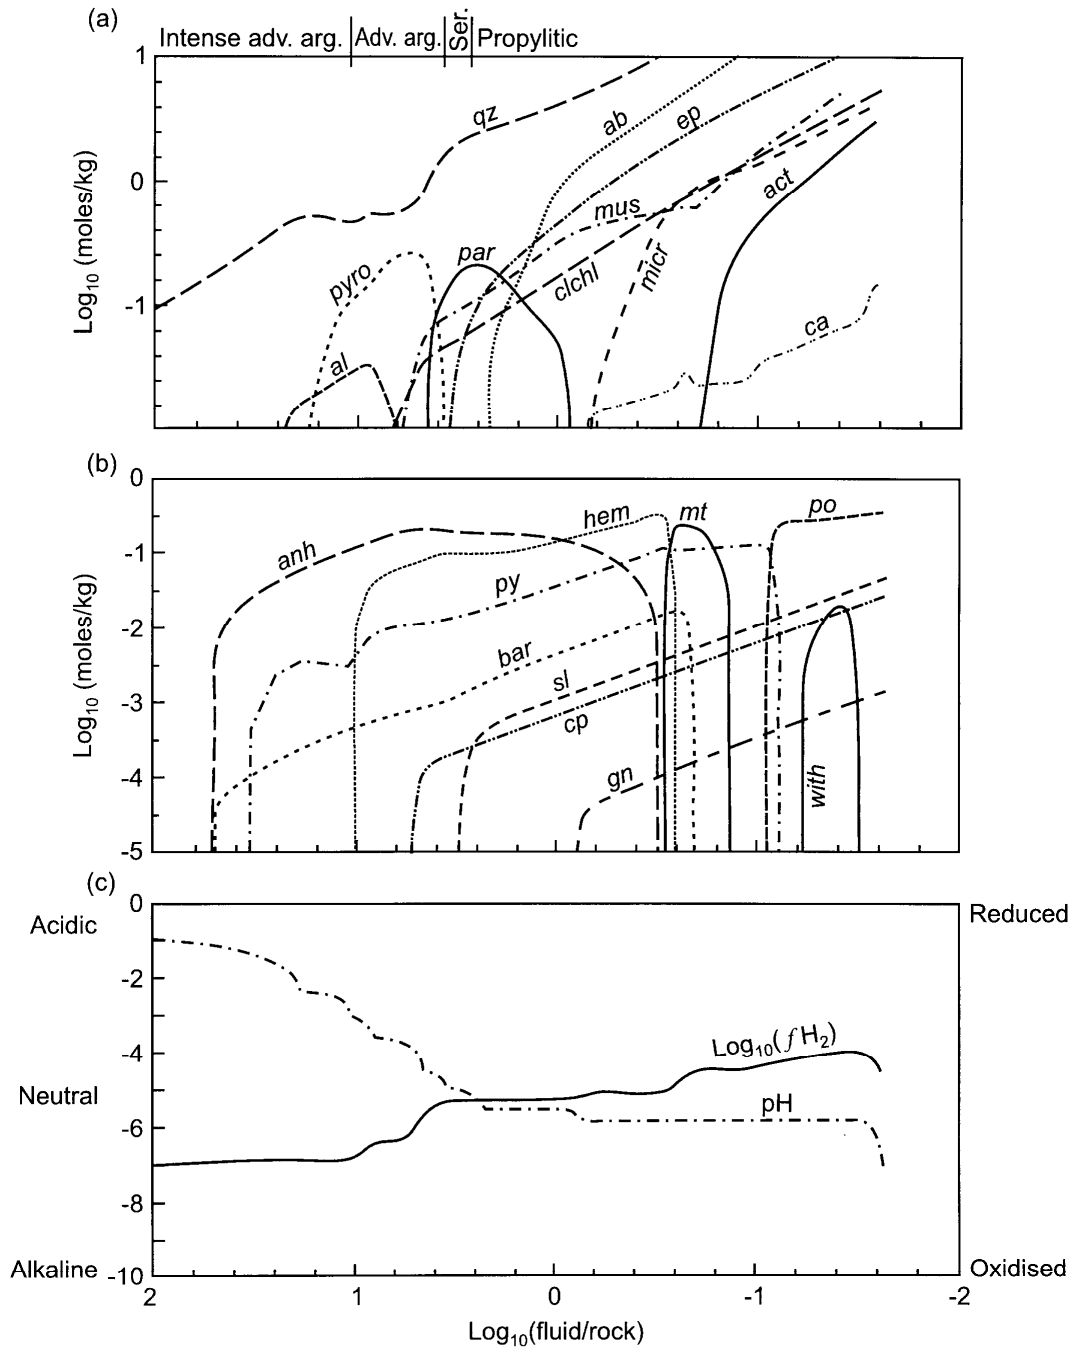 (a)
Intense adv. arg. Adv. arg. Ser. Propylitic
1
0
-1
Log10 (moles/kg)
qz
ab
ep
mus
act
par
pyro
clchl
micr
al
ca
(b)
0
-1
-2
-3
-4
-5
Log10 (moles/kg)
anh
hem
mt
po
py
bar
sl
cp
gn
with
(c)
0
-2
-4
-6
-8
-10
Acidic
Neutral
Alkaline
Reduced
Oxidised
Log10(fH2)
pH
2 1 0 -1 -2
Log10(fluid/rock)